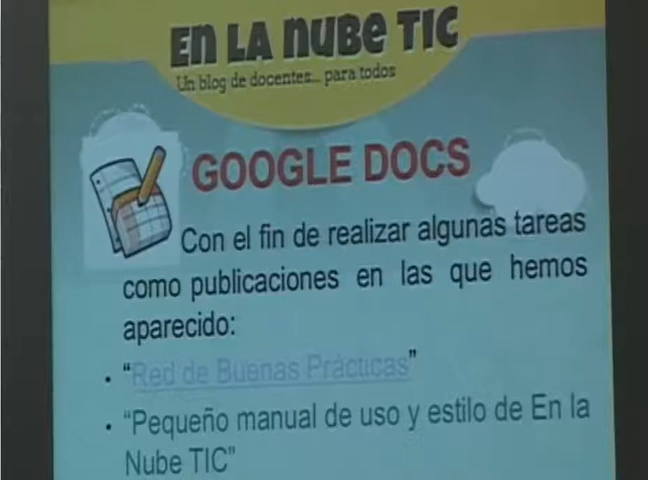 En LA nuBe TIC
Un blog de docentes... para todos
GOOGLE DOCS
Con el fin de realizar algunas tareas
como publicaciones en las que hemos
aparecido:
• "Red de Buenas Prácticas"
• "Pequeño manual de uso y estilo de En la
Nube TIC"